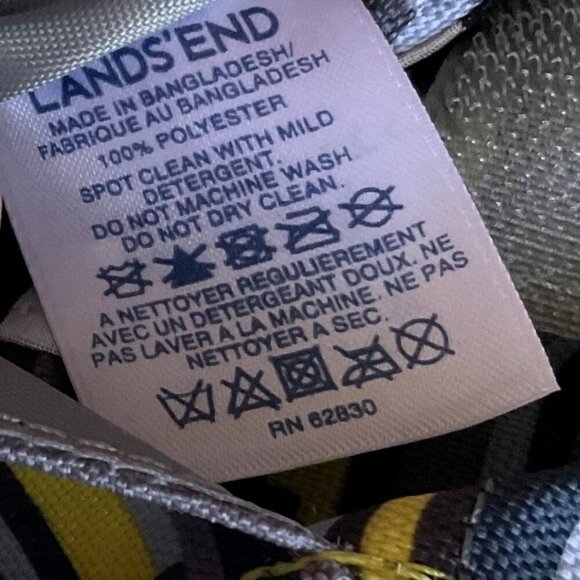 LANDS'END
MADE IN BANGLADESH/
FABRIQUE AU BANGLADESH
100% POLYESTER
SPOT CLEAN WITH MILD
DETERGENT.
DO NOT MACHINE WASH
DO NOT DRY CLEAN.
A NETTOYER REGULIEREMENT
AVEC UN DETERGEANT DOUX. NE
PAS LAVER A LA MACHINE. NE PAS
NETTOYER A SEC.
RN 62830